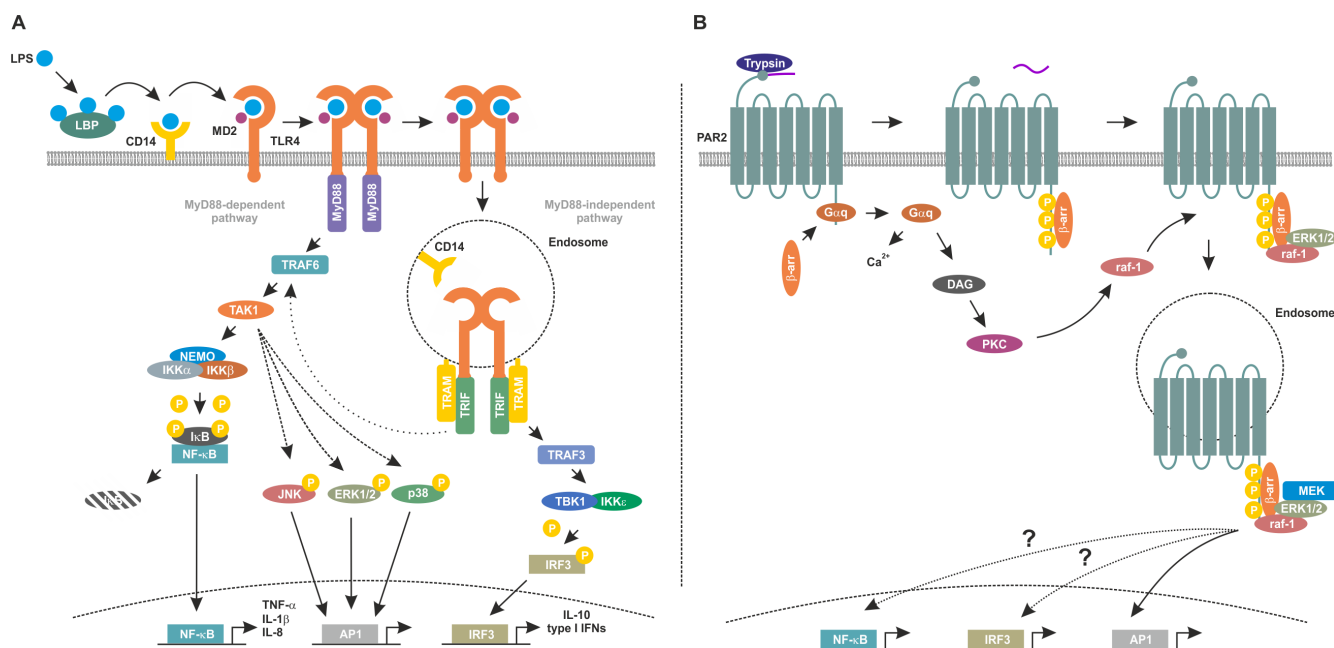 A
LPS
LBP
CD14
MD2
TLR4
MyD88
MyD88
MyD88-dependent
pathway
MyD88-independent
pathway
Endosome
CD14
TRAF6
TAK1
NEMO
IKKα
IKKβ
P
P
P
P
IκB
NF-κB
TRAM
TRIF
TRIF
TRAM
TRAF3
TBK1
IKKε
JNK
P
ERK1/2
P
p38
P
P
P
IRF3
NF-κB
TNF-α
IL-1β
IL-8
AP1
IRF3
IL-10
type I IFNs
B
Trypsin
PAR2
Gαq
Gαq
β-arr
Ca2+
DAG
PKC
raf-1
P
P
P
β-arr
P
P
P
β-arr
ERK1/2
raf-1
Endosome
P
P
P
β-arr
MEK
ERK1/2
raf-1
?
?
NF-κB
IRF3
AP1